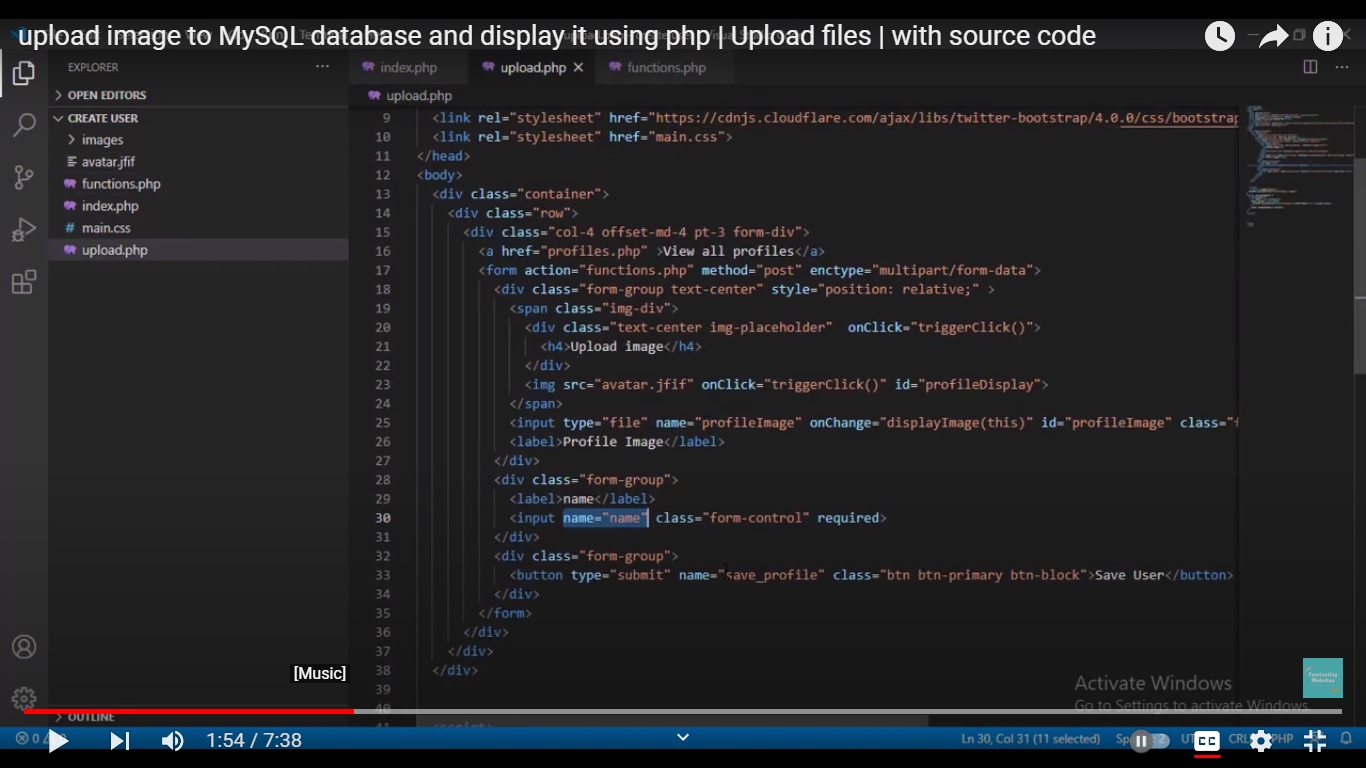 upload image to MySQL database and display it using php | Upload files | with source code
EXPLORER
index.php
upload.php
functions.php
OPEN EDITORS
upload.php
CREATE USER
images
avatar.jfif
functions.php
index.php
main.css
upload.php
9 <link rel="stylesheet" href="https://cdnjs.cloudflare.com/ajax/libs/twitter-bootstrap/4.0.0/css/bootstrap
10 <link rel="stylesheet" href="main.css">
11 </head>
12 <body>
13 <div class="container">
14 <div class="row">
15 <div class="col-4 offset-md-4 pt-3 form-div">
16 <a href="profiles.php" >View all profiles</a>
17 <form action="functions.php" method="post" enctype="multipart/form-data">
18 <div class="form-group text-center" style="position: relative;" >
19 <span class="img-div">
20 <div class="text-center img-placeholder"  onClick="triggerClick()">
21 <h4>Upload image</h4>
22 </div>
23 <img src="avatar.jfif" onClick="triggerClick()" id="profileDisplay">
24 </span>
25 <input type="file" name="profileImage" onChange="displayImage(this)" id="profileImage" class="f
26 <label>Profile Image</label>
27 </div>
28 <div class="form-group">
29 <label>name</label>
30 <input name="name" class="form-control" required>
31 </div>
32 <div class="form-group">
33 <button type="submit" name="save_profile" class="btn btn-primary btn-block">Save User</button>
34 </div>
35 </form>
36 </div>
37 </div>
38 </div>
39
40
41 <script>
[Music]
Activate Windows
Go to Settings to activate Windows.
Fascinating
Websites
OUTLINE
1:54 / 7:38
Ln 30, Col 31 (11 selected)
CC
PHP